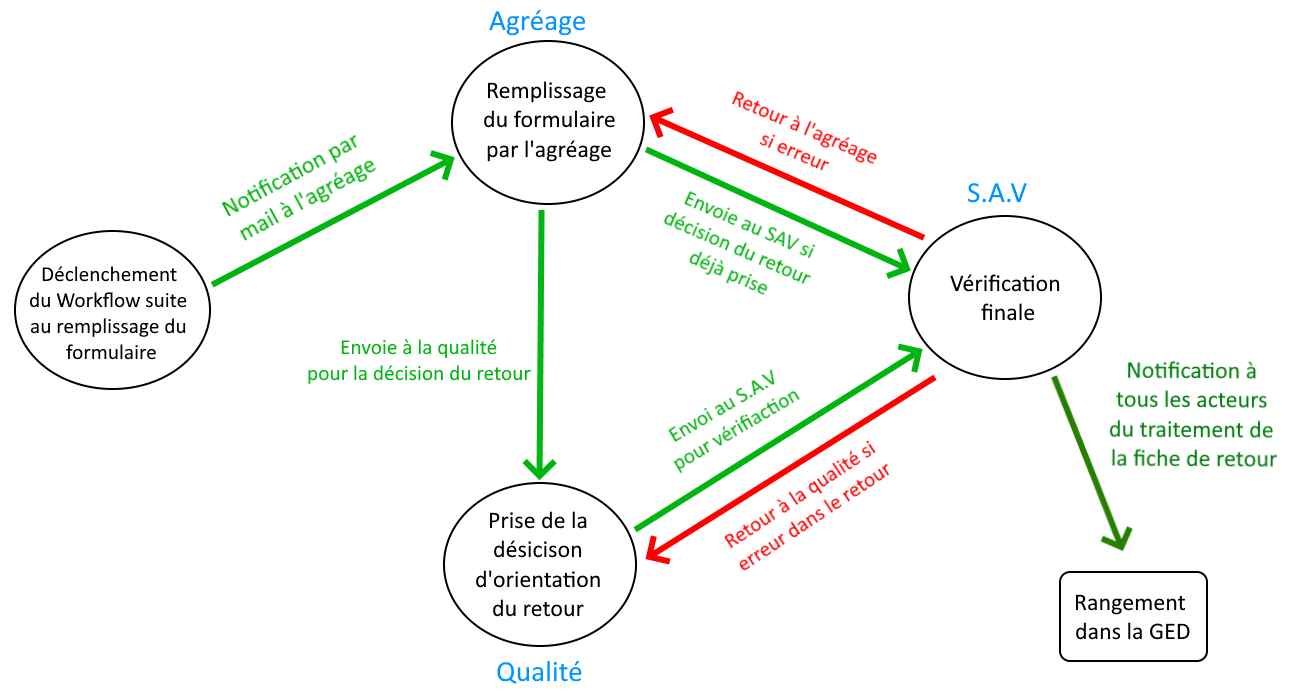 Agréage
Remplissage
du formulaire
par l'agréage
Retour à l'agréage
si erreur
Notification par
mail à l'agréage
S.A.V
Envoie au SAV si
décision du retour
déjà prise
Déclenchement
du Workflow suite
au remplissage du
formulaire
Vérification
finale
Envoie à la qualité
pour la décision du retour
Envoi au S.A.V
pour vérifiaction
Notification à
tous les acteurs
du traitement de
la fiche de retour
Retour à la qualité si
erreur dans le retour
Prise de la
désicison
d'orientation
du retour
Qualité
Rangement
dans la GED